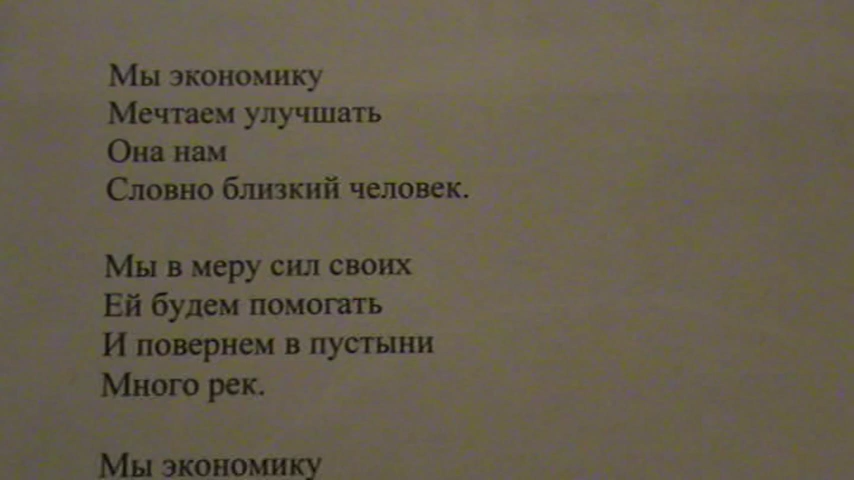 Мы экономику
Мечтаем улучшать
Она нам
Словно близкий человек.
Мы в меру сил своих
Ей будем помогать
И повернем в пустыни
Много рек.
Мы экономику